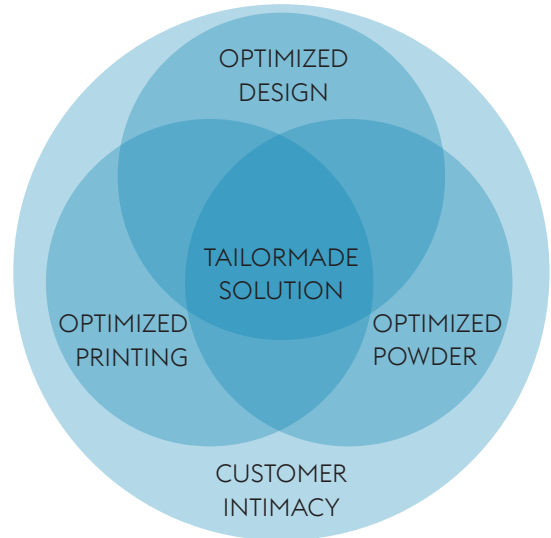 OPTIMIZED
DESIGN
TAILORMADE
SOLUTION
OPTIMIZED
PRINTING
OPTIMIZED
POWDER
CUSTOMER
INTIMACY